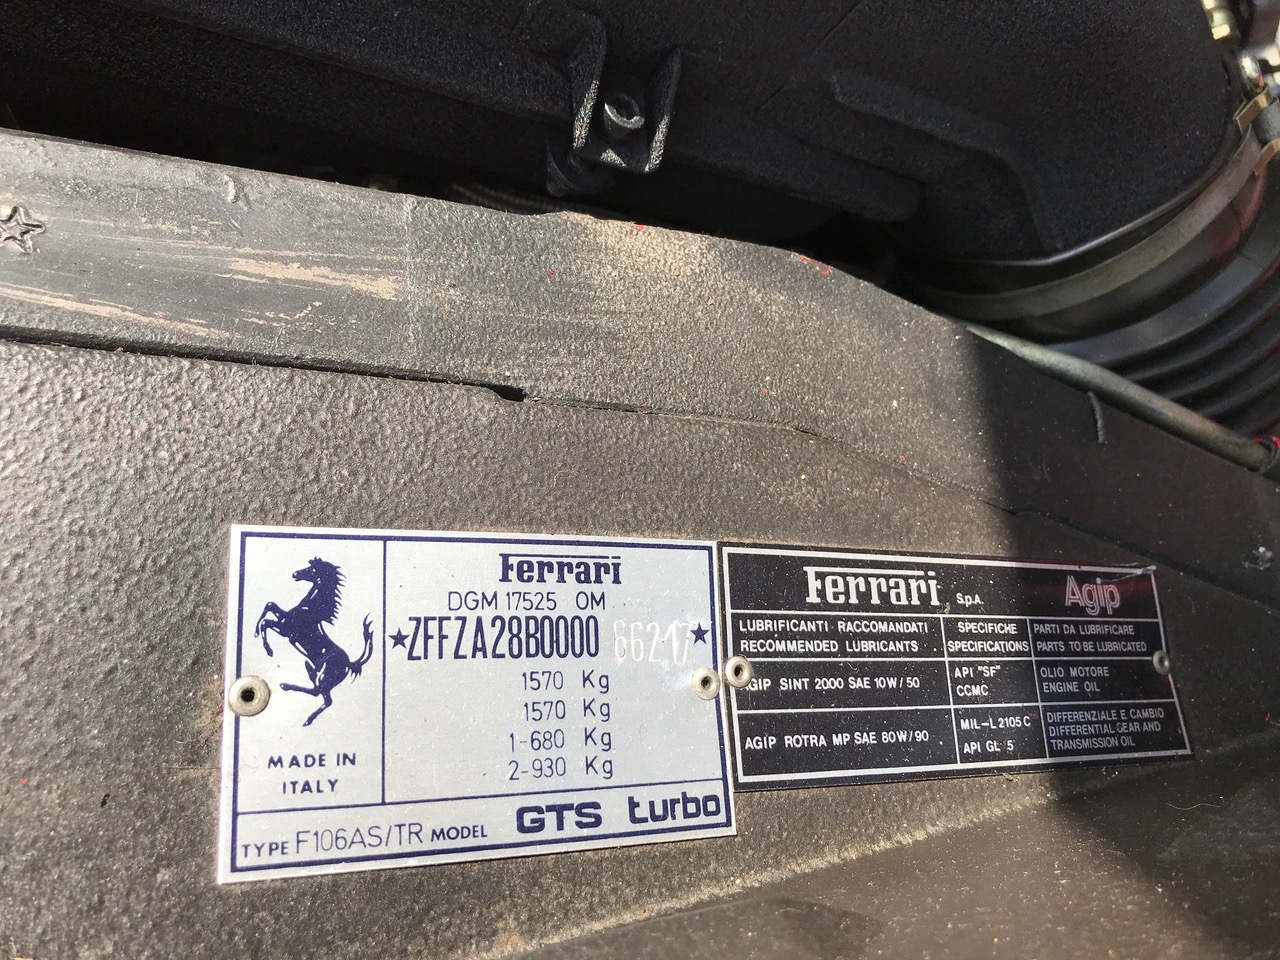 Ferrari
DGM 17525 OM
★ZFFZA28B0000 66217★
1570 Kg
1570 Kg
1-680 Kg
2-930 Kg
MADE IN
ITALY
TYPE F106AS/TR MODEL GTS turbo
Ferrari S.p.A. Agip
LUBRIFICANTI RACCOMANDATI
RECOMMENDED LUBRICANTS
SPECIFICHE
SPECIFICATIONS
PARTI DA LUBRIFICARE
PARTS TO BE LUBRICATED
AGIP SINT 2000 SAE 10W/50
API "SF"
CCMC
OLIO MOTORE
ENGINE OIL
AGIP ROTRA MP SAE 80W/90
MIL-L 2105 C
API GL 5
DIFFERENZIALE E CAMBIO
DIFFERENTIAL GEAR AND
TRANSMISSION OIL